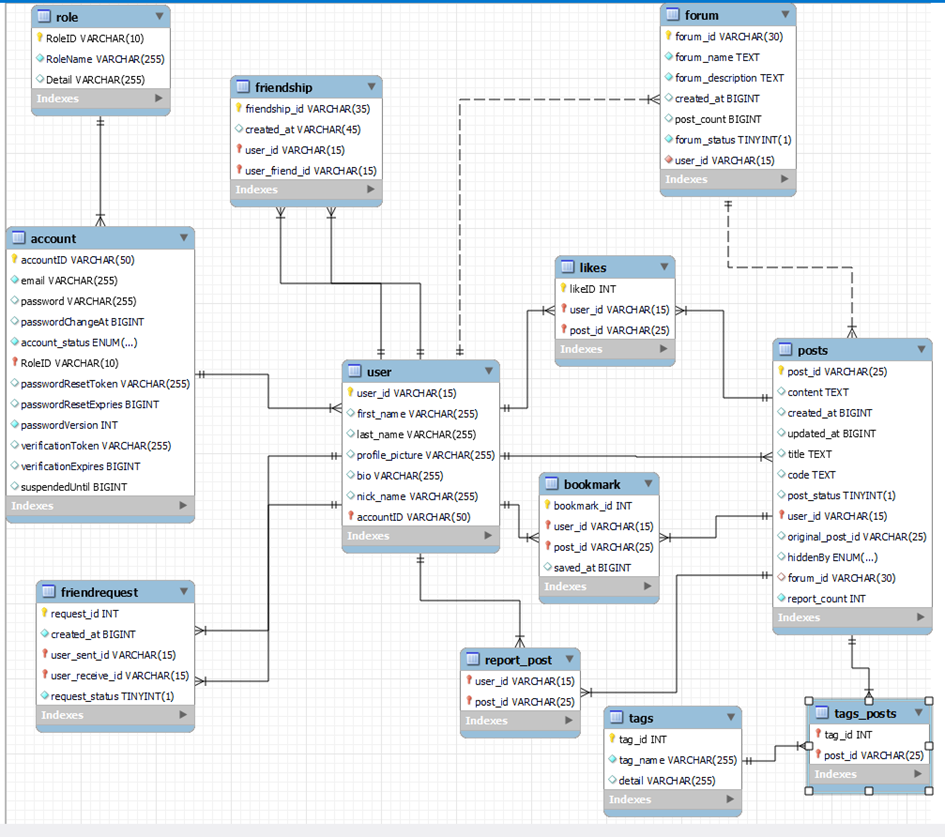 role
RoleID VARCHAR(10)
RoleName VARCHAR(255)
Detail VARCHAR(255)
Indexes
friendship
friendship_id VARCHAR(35)
created_at VARCHAR(45)
user_id VARCHAR(15)
user_friend_id VARCHAR(15)
Indexes
forum
forum_id VARCHAR(30)
forum_name TEXT
forum_description TEXT
created_at BIGINT
post_count BIGINT
forum_status TINYINT(1)
user_id VARCHAR(15)
Indexes
account
accountID VARCHAR(50)
email VARCHAR(255)
password VARCHAR(255)
passwordChangeAt BIGINT
account_status ENUM(...)
RoleID VARCHAR(10)
passwordResetToken VARCHAR(255)
passwordResetExpries BIGINT
passwordVersion INT
verificationToken VARCHAR(255)
verificationExpires BIGINT
suspendedUntil BIGINT
Indexes
likes
likeID INT
user_id VARCHAR(15)
post_id VARCHAR(25)
Indexes
user
user_id VARCHAR(15)
first_name VARCHAR(255)
last_name VARCHAR(255)
profile_picture VARCHAR(255)
bio VARCHAR(255)
nick_name VARCHAR(255)
accountID VARCHAR(50)
Indexes
posts
post_id VARCHAR(25)
content TEXT
created_at BIGINT
updated_at BIGINT
title TEXT
code TEXT
post_status TINYINT(1)
user_id VARCHAR(15)
original_post_id VARCHAR(25)
hiddenBy ENUM(...)
forum_id VARCHAR(30)
report_count INT
Indexes
bookmark
bookmark_id INT
user_id VARCHAR(15)
post_id VARCHAR(25)
saved_at BIGINT
Indexes
friendrequest
request_id INT
created_at BIGINT
user_sent_id VARCHAR(15)
user_receive_id VARCHAR(15)
request_status TINYINT(1)
Indexes
report_post
user_id VARCHAR(15)
post_id VARCHAR(25)
Indexes
tags
tag_id INT
tag_name VARCHAR(255)
detail VARCHAR(255)
Indexes
tags_posts
tag_id INT
post_id VARCHAR(25)
Indexes